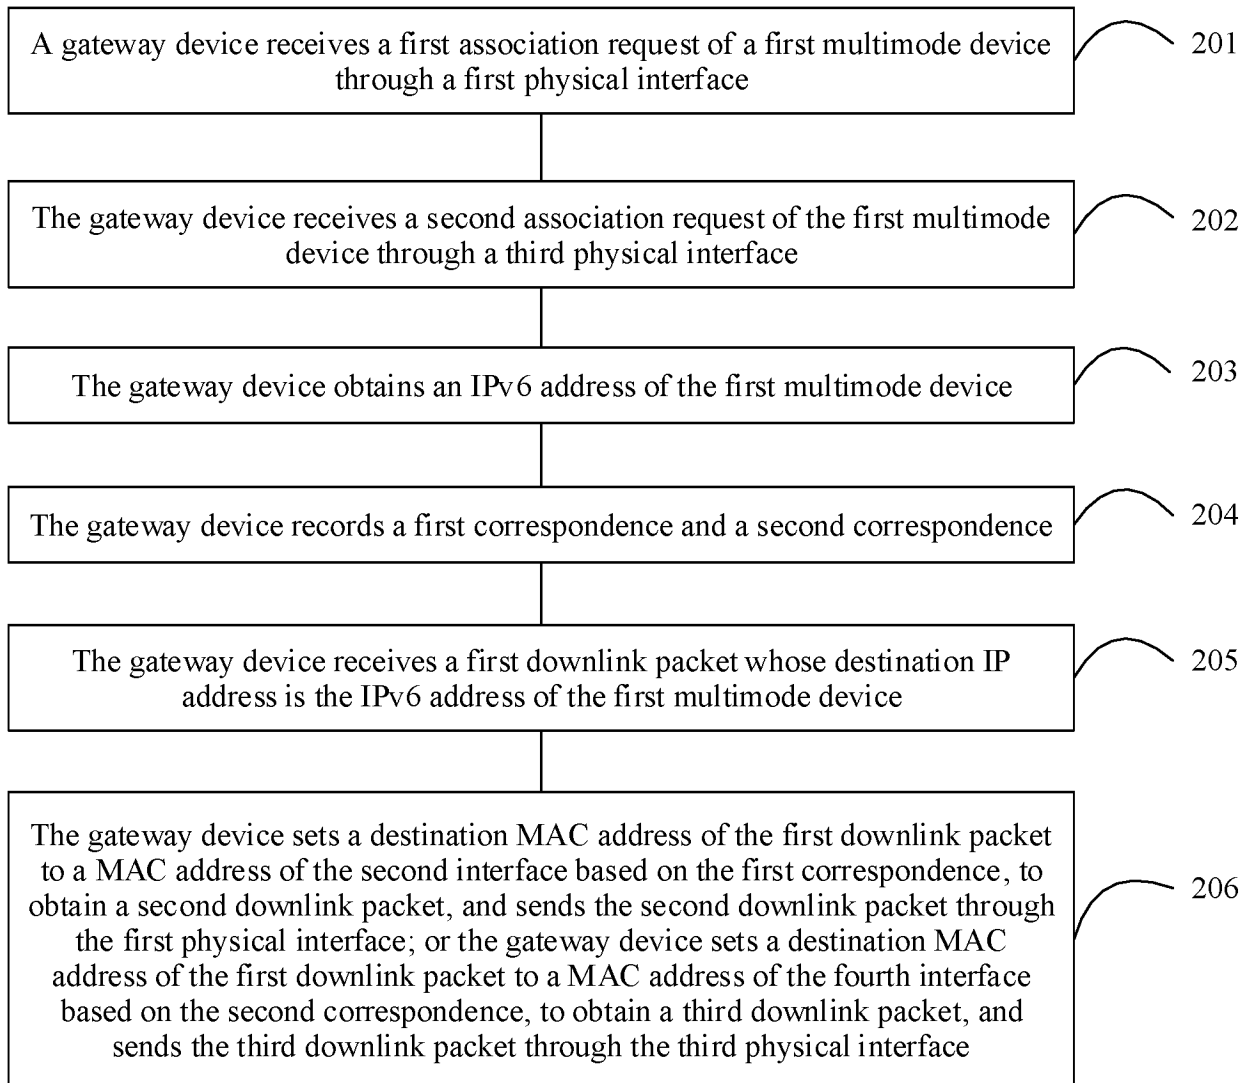 A gateway device receives a first association request of a first multimode device
through a first physical interface
201
The gateway device receives a second association request of the first multimode
device through a third physical interface
202
The gateway device obtains an IPv6 address of the first multimode device
203
The gateway device records a first correspondence and a second correspondence
204
The gateway device receives a first downlink packet whose destination IP
address is the IPv6 address of the first multimode device
205
The gateway device sets a destination MAC address of the first downlink packet
to a MAC address of the second interface based on the first correspondence, to
obtain a second downlink packet, and sends the second downlink packet through
the first physical interface; or the gateway device sets a destination MAC
address of the first downlink packet to a MAC address of the fourth interface
based on the second correspondence, to obtain a third downlink packet, and
sends the third downlink packet through the third physical interface
206